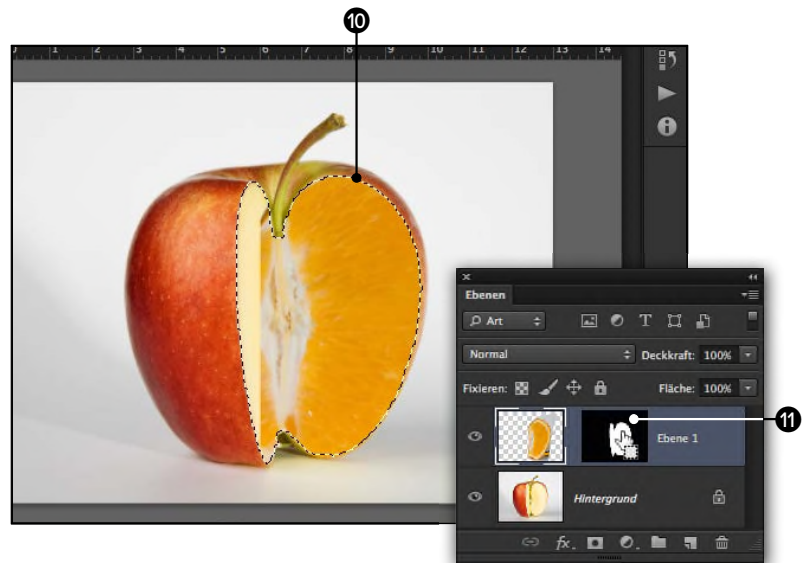 10
0 1 2 3 4 5 6 7 8 9 10 11 12 13 14
Ebenen
Art
Normal
Deckkraft: 100%
Fixieren:
Fläche: 100%
Ebene 1
11
Hintergrund
fx